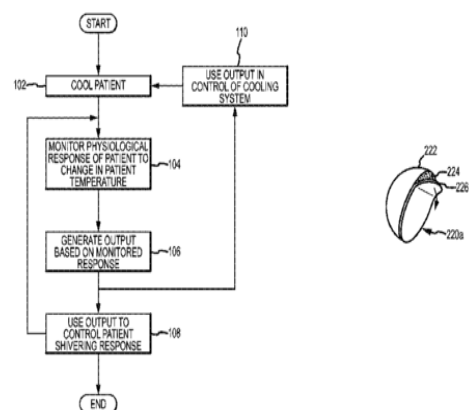 START
110
USE OUTPUT IN
CONTROL OF COOLING
SYSTEM
102
COOL PATIENT
MONITOR PHYSIOLOGICAL
RESPONSE OF PATIENT TO
CHANGE IN PATIENT
TEMPERATURE
104
GENERATE OUTPUT
BASED ON MONITORED
RESPONSE
106
USE OUTPUT TO
CONTROL PATIENT
SHIVERING RESPONSE
108
END
222
224
226
220a